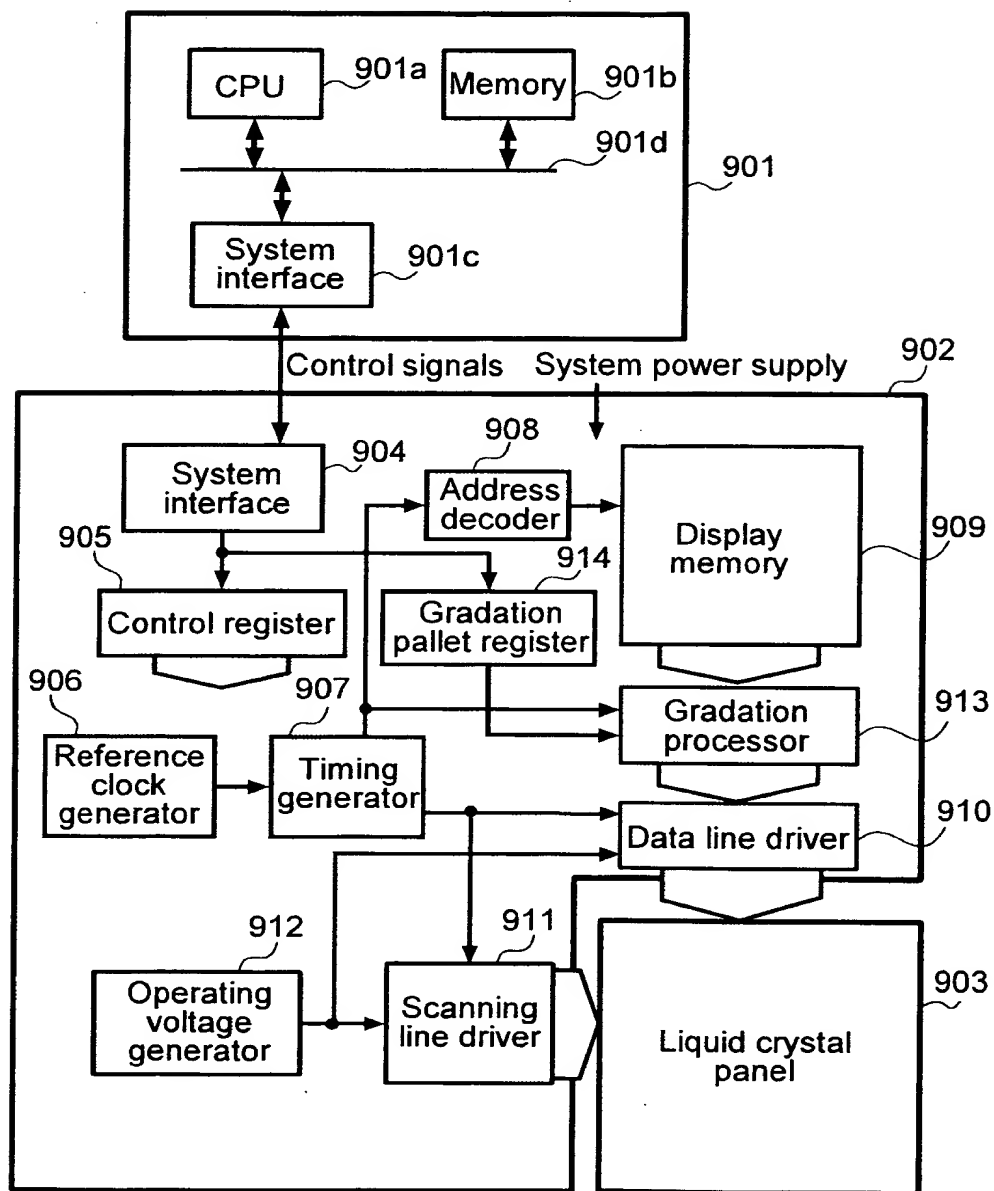 CPU
901a
Memory
901b
901d
901
System
interface
901c
Control signals
System power supply
902
System
interface
904
908
Address
decoder
Display
memory
909
905
Control register
914
Gradation
pallet register
906
Reference
clock
generator
907
Timing
generator
Gradation
processor
913
Data line driver
910
912
Operating
voltage
generator
911
Scanning
line driver
Liquid crystal
panel
903